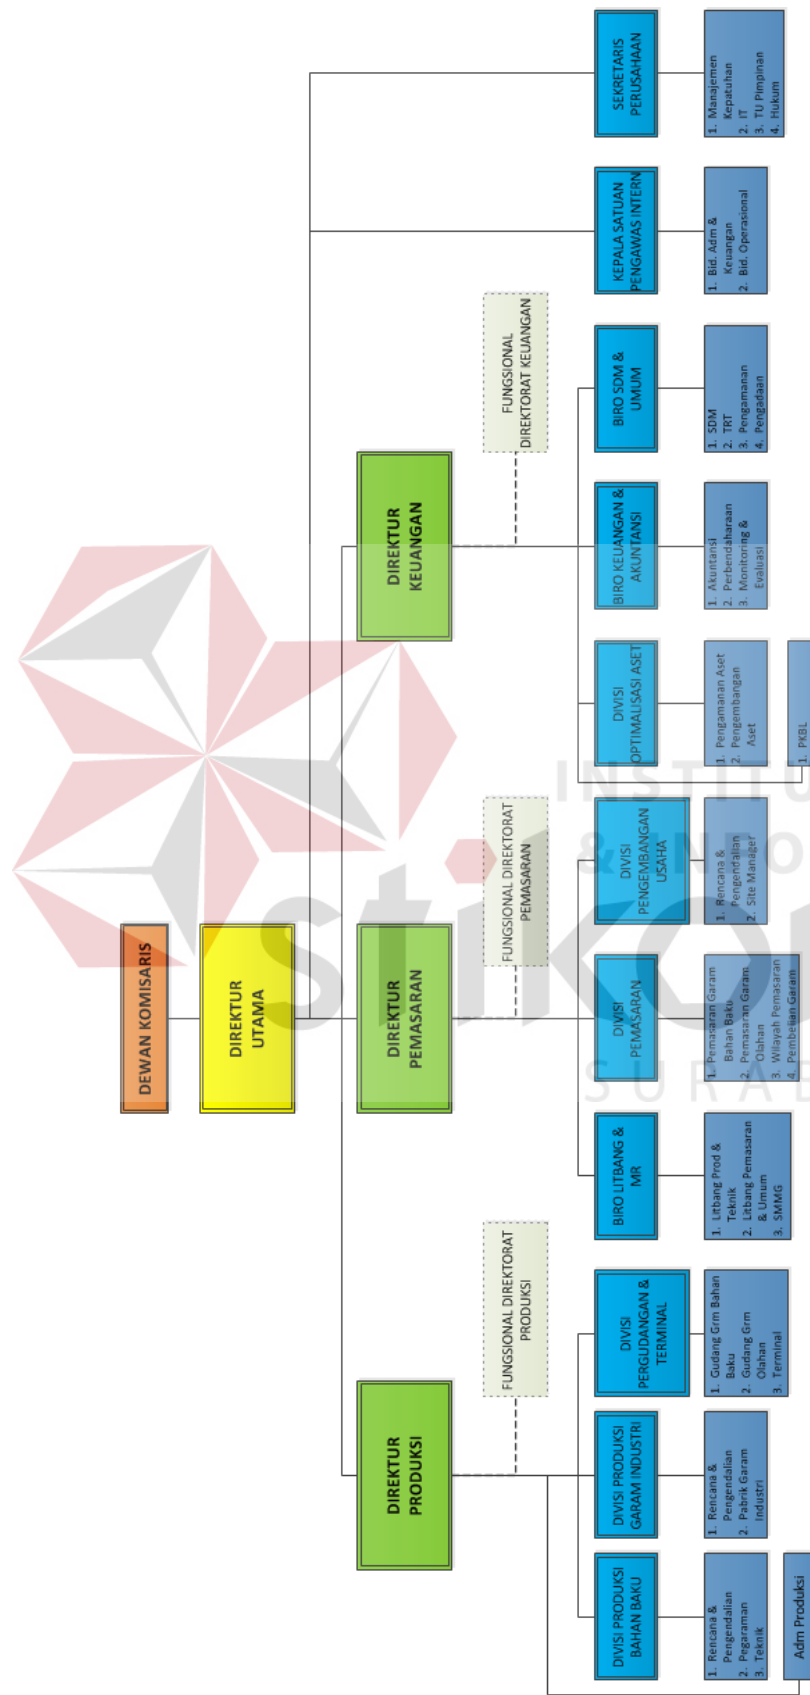 DEWAN KOMISARIS
DIREKTUR
UTAMA
DIREKTUR
PRODUKSI
DIREKTUR
PEMASARAN
DIREKTUR
KEUANGAN
FUNGSIONAL DIREKTORAT
PRODUKSI
FUNGSIONAL DIREKTORAT
PEMASARAN
FUNGSIONAL
DIREKTORAT KEUANGAN
DIVISI PRODUKSI
BAHAN BAKU
DIVISI PRODUKSI
GARAM INDUSTRI
DIVISI
PERGUDANGAN &
TERMINAL
BIRO LITBANG &
MR
DIVISI
PEMASARAN
DIVISI
PENGEMBANGAN
USAHA
DIVISI
OPTIMALISASI ASET
BIRO KEUANGAN &
AKUNTANSI
BIRO SDM &
UMUM
KEPALA SATUAN
PENGAWAS INTERN
SEKRETARIS
PERUSAHAAN
1. Rencana &
Pengendalian
2. Pegaraman
3. Teknik
1. Rencana &
Pengendalian
2. Pabrik Garam
Industri
1. Gudang Grm Bahan
Baku
2. Gudang Grm
Olahan
3. Terminal
1. Litbang Prod &
Teknik
2. Litbang Pemasaran
& Umum
3. SMMG
1. Pemasaran Garam
Bahan Baku
2. Pemasaran Garam
Olahan
3. Wilayah Pemasaran
4. Pembelian Garam
1. Rencana &
Pengendalian
2. Site Manager
1. Pengamanan Aset
2. Pengembangan
Aset
1. Akuntansi
2. Perbendaharaan
3. Monitoring &
Evaluasi
1. SDM
2. TRT
3. Pengamanan
4. Pengadaan
1. Bid. Adm &
Keuangan
2. Bid. Operasional
1. Manajemen
Kepatuhan
2. IT
3. TU Pimpinan
4. Hukum
Adm Produksi
1. PKBL
INSTITU
& INFO
stiko
SURAB